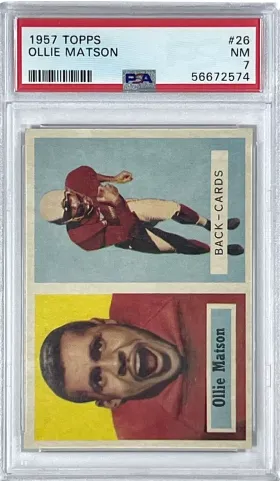 1957 TOPPS
OLLIE MATSON
#26
NM
7
PSA
56672574
BACK-CARDS
Ollie Matson